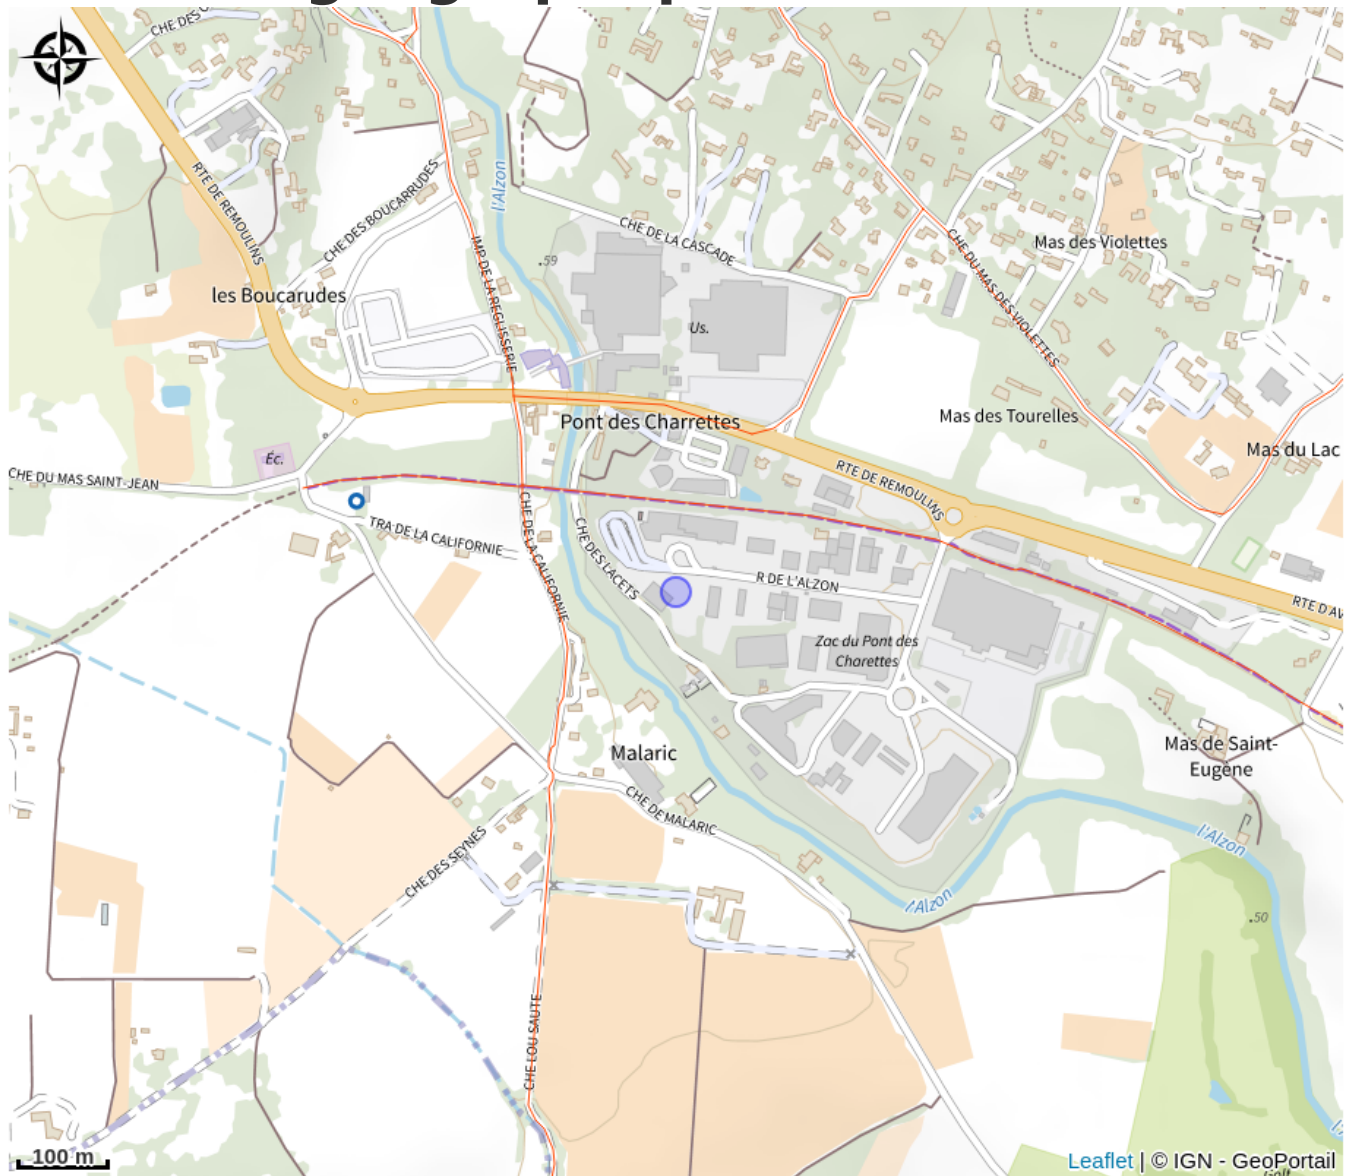 CHE DES
l'Alzon
RTE DE REMOULINS
CHE DES BOUCARRUDES
CHE DE LA CASCADE
IMP DE LA REGLISSERIE
CHE DU MAS DES VIOLETTES
Mas des Violettes
.59
les Boucarudes
Us.
Mas des Tourelles
Pont des Charrettes
Mas du Lac
Éc.
CHE DU MAS SAINT-JEAN
RTE DE REMOULINS
TRA DE LA CALIFORNIE
CHE DE LA CALIFORNIE
CHE DES LACETS
R DE L'ALZON
RTE D'AV
Zac du Pont des
Charettes
Malaric
Mas de Saint-
Eugène
CHE DE MALARIC
CHE DES SEYNES
l'Alzon
l'Alzon
.50
CHE LOU SAUTE
100 m
Leaflet | © IGN - GeoPortail